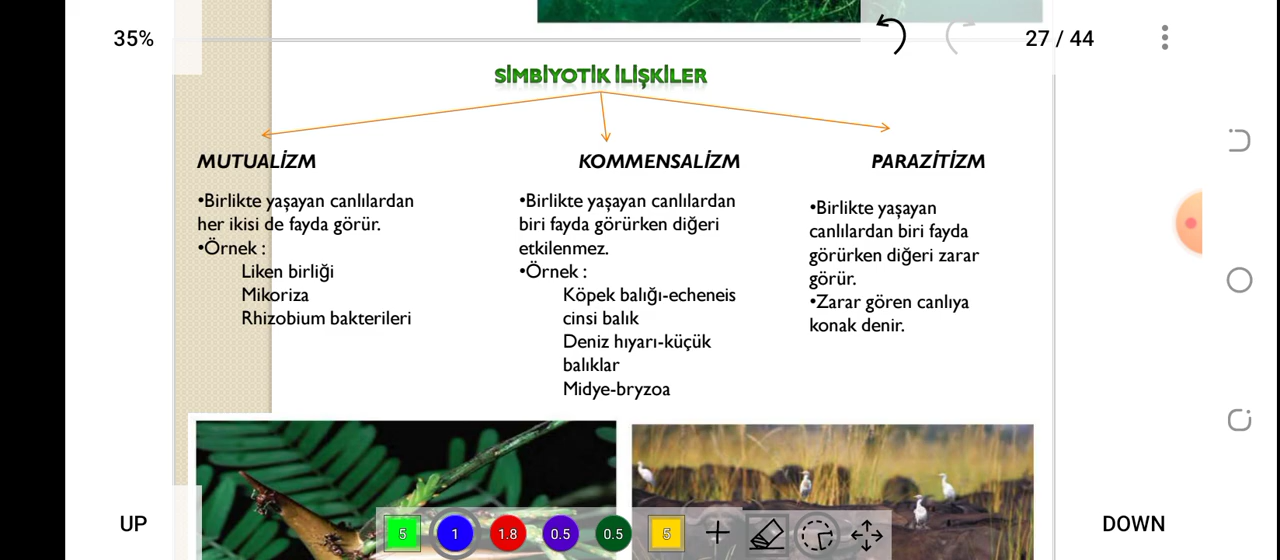 35%
27 / 44
SİMBİYOTİK İLİŞKİLER
MUTUALİZM
•Birlikte yaşayan canlılardan
her ikisi de fayda görür.
•Örnek :
Liken birliği
Mikoriza
Rhizobium bakterileri
KOMMENSALİZM
•Birlikte yaşayan canlılardan
biri fayda görürken diğeri
etkilenmez.
•Örnek :
Köpek balığı-echeneis
cinsi balık
Deniz hıyarı-küçük
balıklar
Midye-bryzoa
PARAZİTİZM
•Birlikte yaşayan
canlılardan biri fayda
görürken diğeri zarar
görür.
•Zarar gören canlıya
konak denir.
UP
5
1
1.8
0.5
0.5
5
DOWN